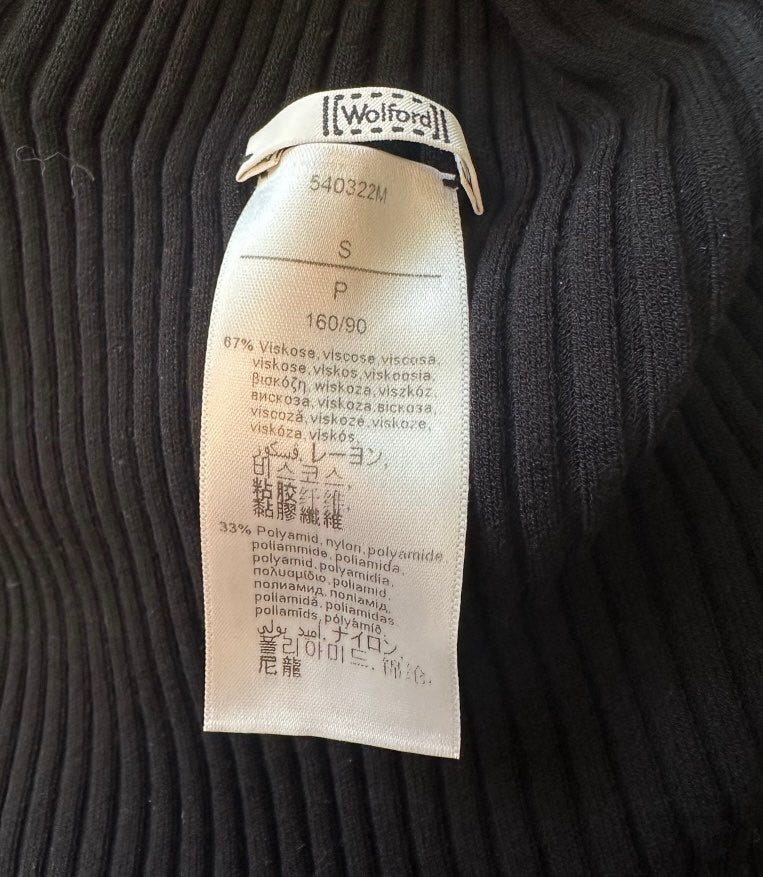 Wolford
540322M
S
P
160/90
67% Viskose, viscose, viscosa,
viskose, viskos, viskoosia,
βισκόζη, wiskoza, viszkóz,
вискоза, viskoza, віскоза,
viscoză, viskozė, viskoze,
viskóza, viskós,
فسكوز, レーヨン,
비스코스,
粘胶纤维,
黏膠纖維
33% Polyamid, nylon, polyamide,
poliammide, poliamida,
polyamid, polyamidia,
πολυαμίδιο, poliamid,
полиамид, поліамід,
poliamidă, poliamidas,
poliamīds, pólýamíð,
ナイロン,
폴리아미드, 锦纶,
尼龍